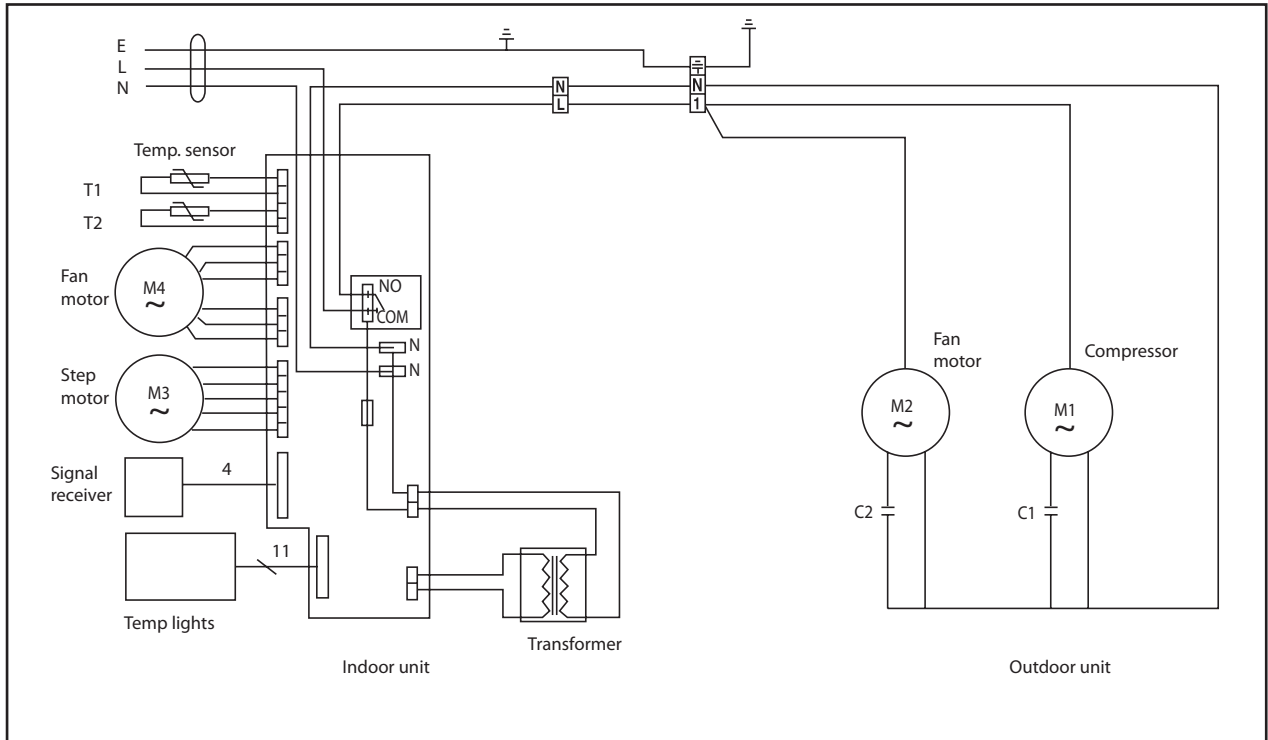 E
L
N
N
L
N
1
Temp. sensor
T1
T2
Fan
motor
M4
~
NO
COM
N
N
Step
motor
M3
~
Signal
receiver
4
11
Temp lights
Transformer
Indoor unit
Fan
motor
M2
~
Compressor
M1
~
C2
C1
Outdoor unit